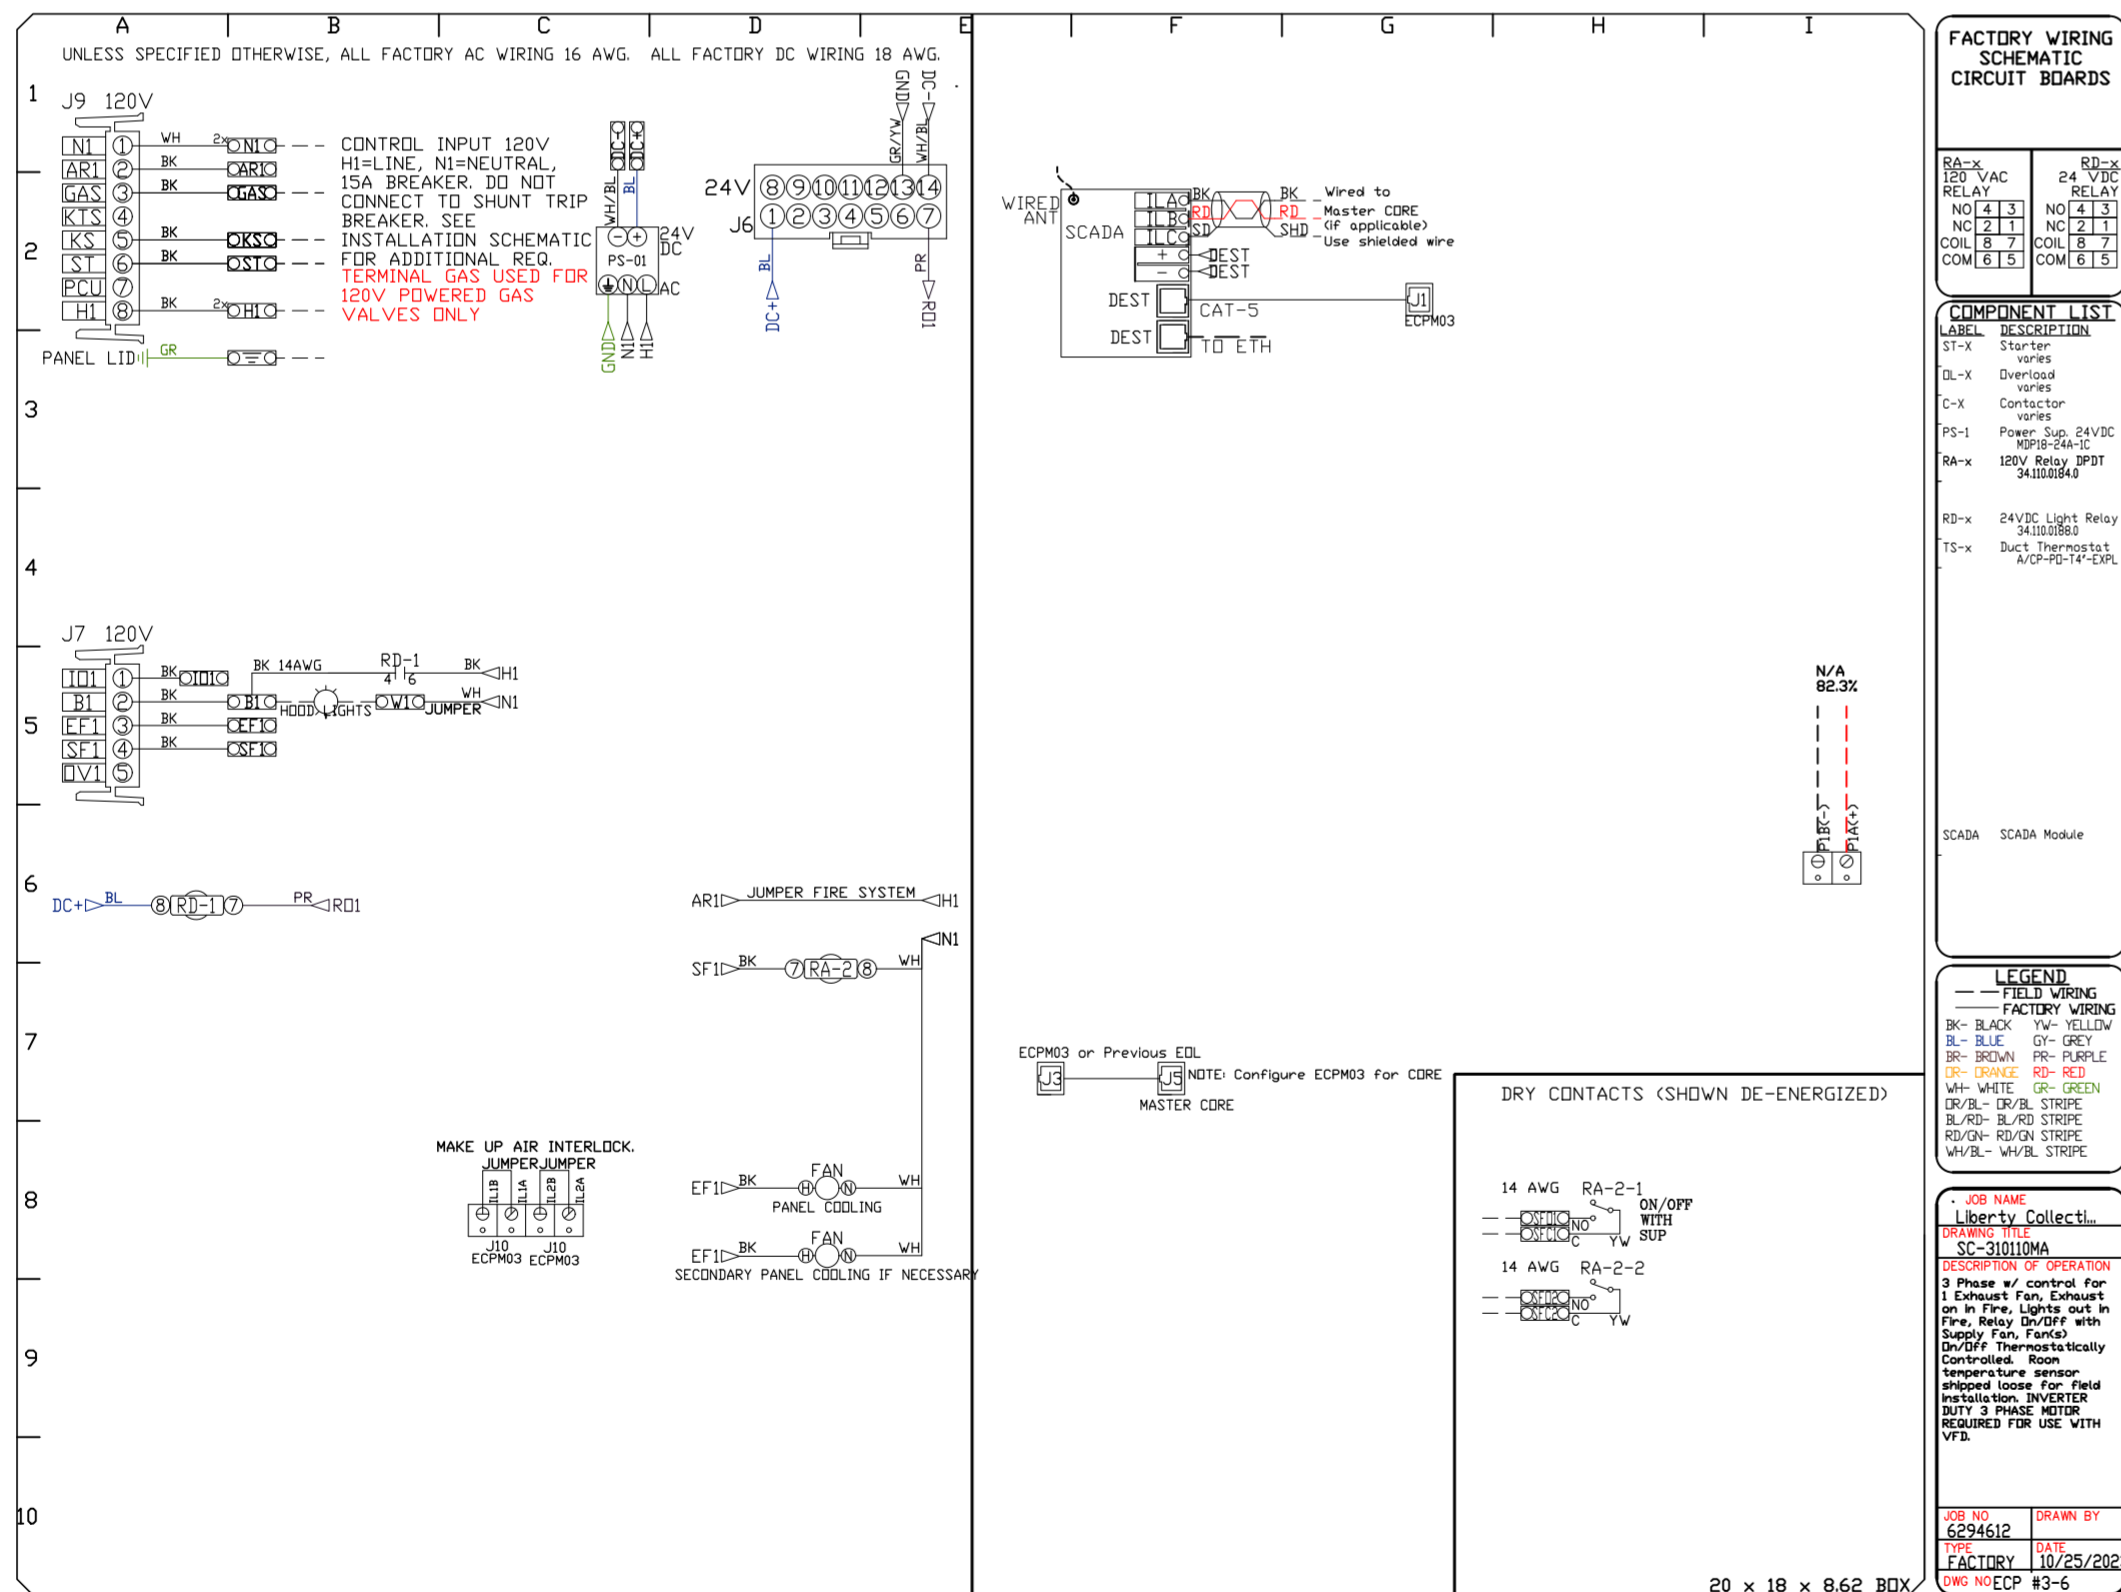 A B C D E F G H I
UNLESS SPECIFIED OTHERWISE, ALL FACTORY AC WIRING 16 AWG. ALL FACTORY DC WIRING 18 AWG.
1
2
3
4
5
6
7
8
9
10
J9 120V
N1 1 WH 2x N1
AR1 2 BK AR1
GAS 3 BK GAS
KTS 4
KS 5 BK KS
ST 6 BK ST
PCU 7
H1 8 BK 2x H1
PANEL LID GR
CONTROL INPUT 120V
H1=LINE, N1=NEUTRAL,
15A BREAKER. DO NOT
CONNECT TO SHUNT TRIP
BREAKER. SEE
INSTALLATION SCHEMATIC
FOR ADDITIONAL REQ.
TERMINAL GAS USED FOR
120V POWERED GAS
VALVES ONLY
DC- DC+
WH/BL BL
- + 24V
DC
PS-01
N L AC
GND N1 H1
GND DC-
GR/YW WH/BL
24V 8 9 10 11 12 13 14
J6 1 2 3 4 5 6 7
BL PR
DC+ RO1
WIRED
ANT
SCADA
ILA BK BK Wired to
ILB RD RD Master CORE
(if applicable)
ILC SD SHD Use shielded wire
+ DEST
- DEST
DEST CAT-5 J1
ECPM03
DEST TO ETH
J7 120V
IO1 1 BK IO1
B1 2 BK B1 HOOD LIGHTS W1 JUMPER WH N1
BK 14AWG RD-1 4 6 BK H1
EF1 3 BK EF1
SF1 4 BK SF1
OV1 5
N/A
82.3%
P1B(-) P1A(+)
DC+ BL 8 RD-1 7 PR RO1
AR1 JUMPER FIRE SYSTEM H1
N1
SF1 BK 7 RA-2 8 WH
ECPM03 or Previous EOL
J3 J5 NOTE: Configure ECPM03 for CORE
MASTER CORE
MAKE UP AIR INTERLOCK.
JUMPER JUMPER
IL1B IL1A IL2B IL2A
J10 J10
ECPM03 ECPM03
EF1 BK FAN H N WH
PANEL COOLING
EF1 BK FAN H N WH
SECONDARY PANEL COOLING IF NECESSARY
DRY CONTACTS (SHOWN DE-ENERGIZED)
14 AWG RA-2-1
SFO1 NO ON/OFF
WITH
SFC1 C YW SUP
14 AWG RA-2-2
SFO2 NO
SFC2 C YW
20 x 18 x 8.62 BOX
FACTORY WIRING
SCHEMATIC
CIRCUIT BOARDS
RA-x RD-x
120 VAC 24 VDC
RELAY RELAY
NO 4 3 NO 4 3
NC 2 1 NC 2 1
COIL 8 7 COIL 8 7
COM 6 5 COM 6 5
COMPONENT LIST
LABEL DESCRIPTION
ST-X Starter
varies
OL-X Overload
varies
C-X Contactor
varies
PS-1 Power Sup. 24VDC
MDP18-24A-1C
RA-x 120V Relay DPDT
34.110.0184.0
RD-x 24VDC Light Relay
34.110.0188.0
TS-x Duct Thermostat
A/CP-PO-T4"-EXPL
SCADA SCADA Module
LEGEND
FIELD WIRING
FACTORY WIRING
BK- BLACK YW- YELLOW
BL- BLUE GY- GREY
BR- BROWN PR- PURPLE
OR- ORANGE RD- RED
WH- WHITE GR- GREEN
OR/BL- OR/BL STRIPE
BL/RD- BL/RD STRIPE
RD/GN- RD/GN STRIPE
WH/BL- WH/BL STRIPE
JOB NAME
Liberty Collecti...
DRAWING TITLE
SC-310110MA
DESCRIPTION OF OPERATION
3 Phase w/ control for
1 Exhaust Fan, Exhaust
on in Fire, Lights out in
Fire, Relay On/Off with
Supply Fan, Fan(s)
On/Off Thermostatically
Controlled. Room
temperature sensor
shipped loose for field
installation. INVERTER
DUTY 3 PHASE MOTOR
REQUIRED FOR USE WITH
VFD.
JOB NO DRAWN BY
6294612
TYPE DATE
FACTORY 10/25/202
DWG NO ECP #3-6